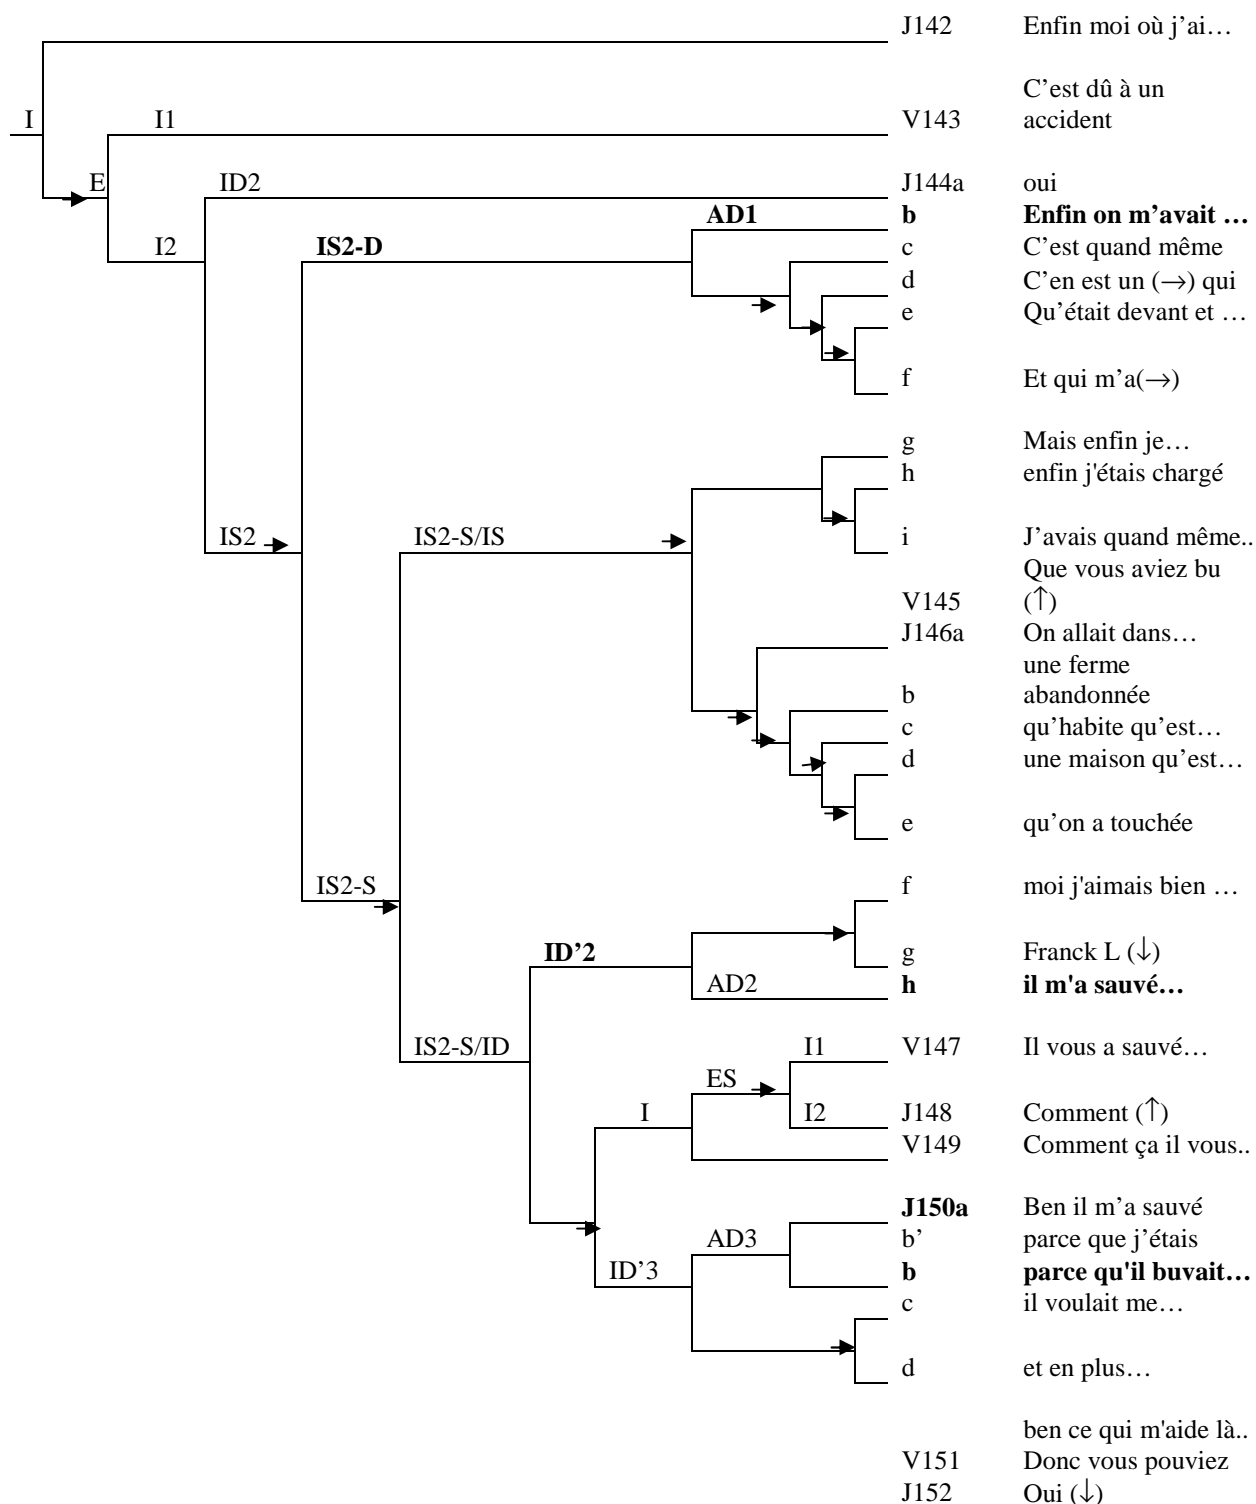 J142 Enfin moi où j’ai…
C’est dû à un
I I1 V143 accident
E ID2 J144a oui
AD1 b Enfin on m’avait …
I2 IS2-D c C’est quand même
d C’en est un (→) qui
e Qu’était devant et …
f Et qui m’a(→)
g Mais enfin je…
h enfin j'étais chargé
IS2 IS2-S/IS i J’avais quand même..
Que vous aviez bu
V145 (↑)
J146a On allait dans…
une ferme
b abandonnée
c qu’habite qu’est…
d une maison qu’est…
e qu’on a touchée
IS2-S f moi j'aimais bien …
ID’2 g Franck L (↓)
AD2 h il m'a sauvé…
IS2-S/ID I1 V147 Il vous a sauvé…
ES
I I2 J148 Comment (↑)
V149 Comment ça il vous..
J150a Ben il m’a sauvé
AD3 b’ parce que j’étais
ID’3 b parce qu'il buvait…
c il voulait me…
d et en plus…
ben ce qui m'aide là..
V151 Donc vous pouviez
J152 Oui (↓)